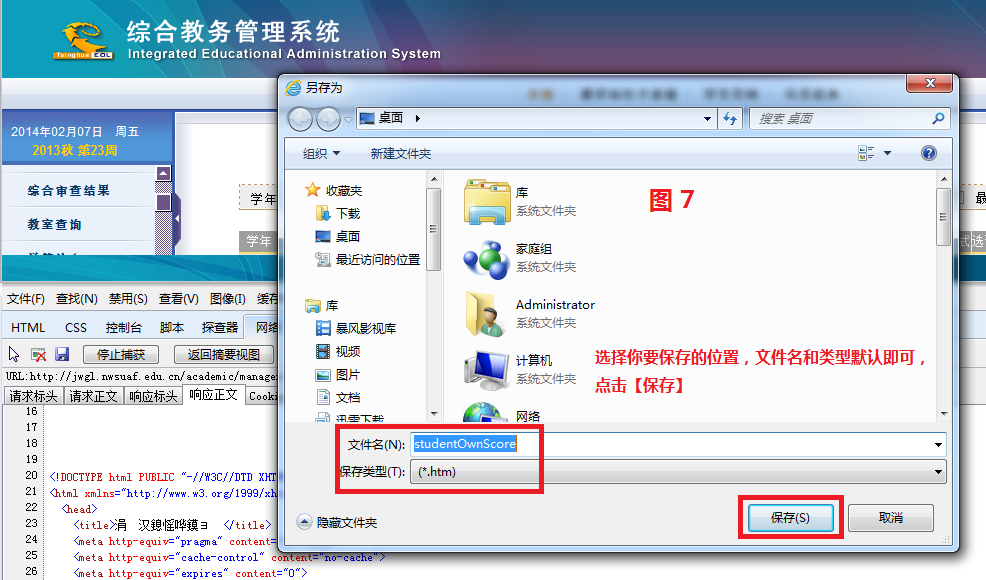 综合教务管理系统
Integrated Educational Administration System
Tsinghua EOL
另存为
2014年02月07日 周五
2013秋 第23周
综合审查结果
教室查询
学年
学年
最
式选
桌面
搜索 桌面
组织
新建文件夹
收藏夹
下载
桌面
最近访问的位置
库
暴风影视库
视频
图片
文档
迅雷下载
库
系统文件夹
图 7
家庭组
系统文件夹
Administrator
系统文件夹
计算机
系统文件夹
网络
选择你要保存的位置，文件名和类型默认即可，
点击【保存】
文件名(N):
studentOwnScore
保存类型(T):
(*.htm)
隐藏文件夹
保存(S)
取消
文件(F) 查找(N) 禁用(S) 查看(V) 图像(I) 缓存
HTML CSS 控制台 脚本 探查器 网络
停止捕获 返回摘要视图
URL:http://jwgl.nwsuaf.edu.cn/academic/manage
请求标头 请求正文 响应标头 响应正文 Cooki
16
17
18
19
20 <!DOCTYPE html PUBLIC "-//W3C//DTD XHT
21 <html xmlns="http://www.w3.org/1999/xh
22 <head>
23 <title>涓 汉鐐愮哗鏌ョ </title>
24 <meta http-equiv="pragma" content=
25 <meta http-equiv="cache-control" content="no-cache">
26 <meta http-equiv="expires" content="0">